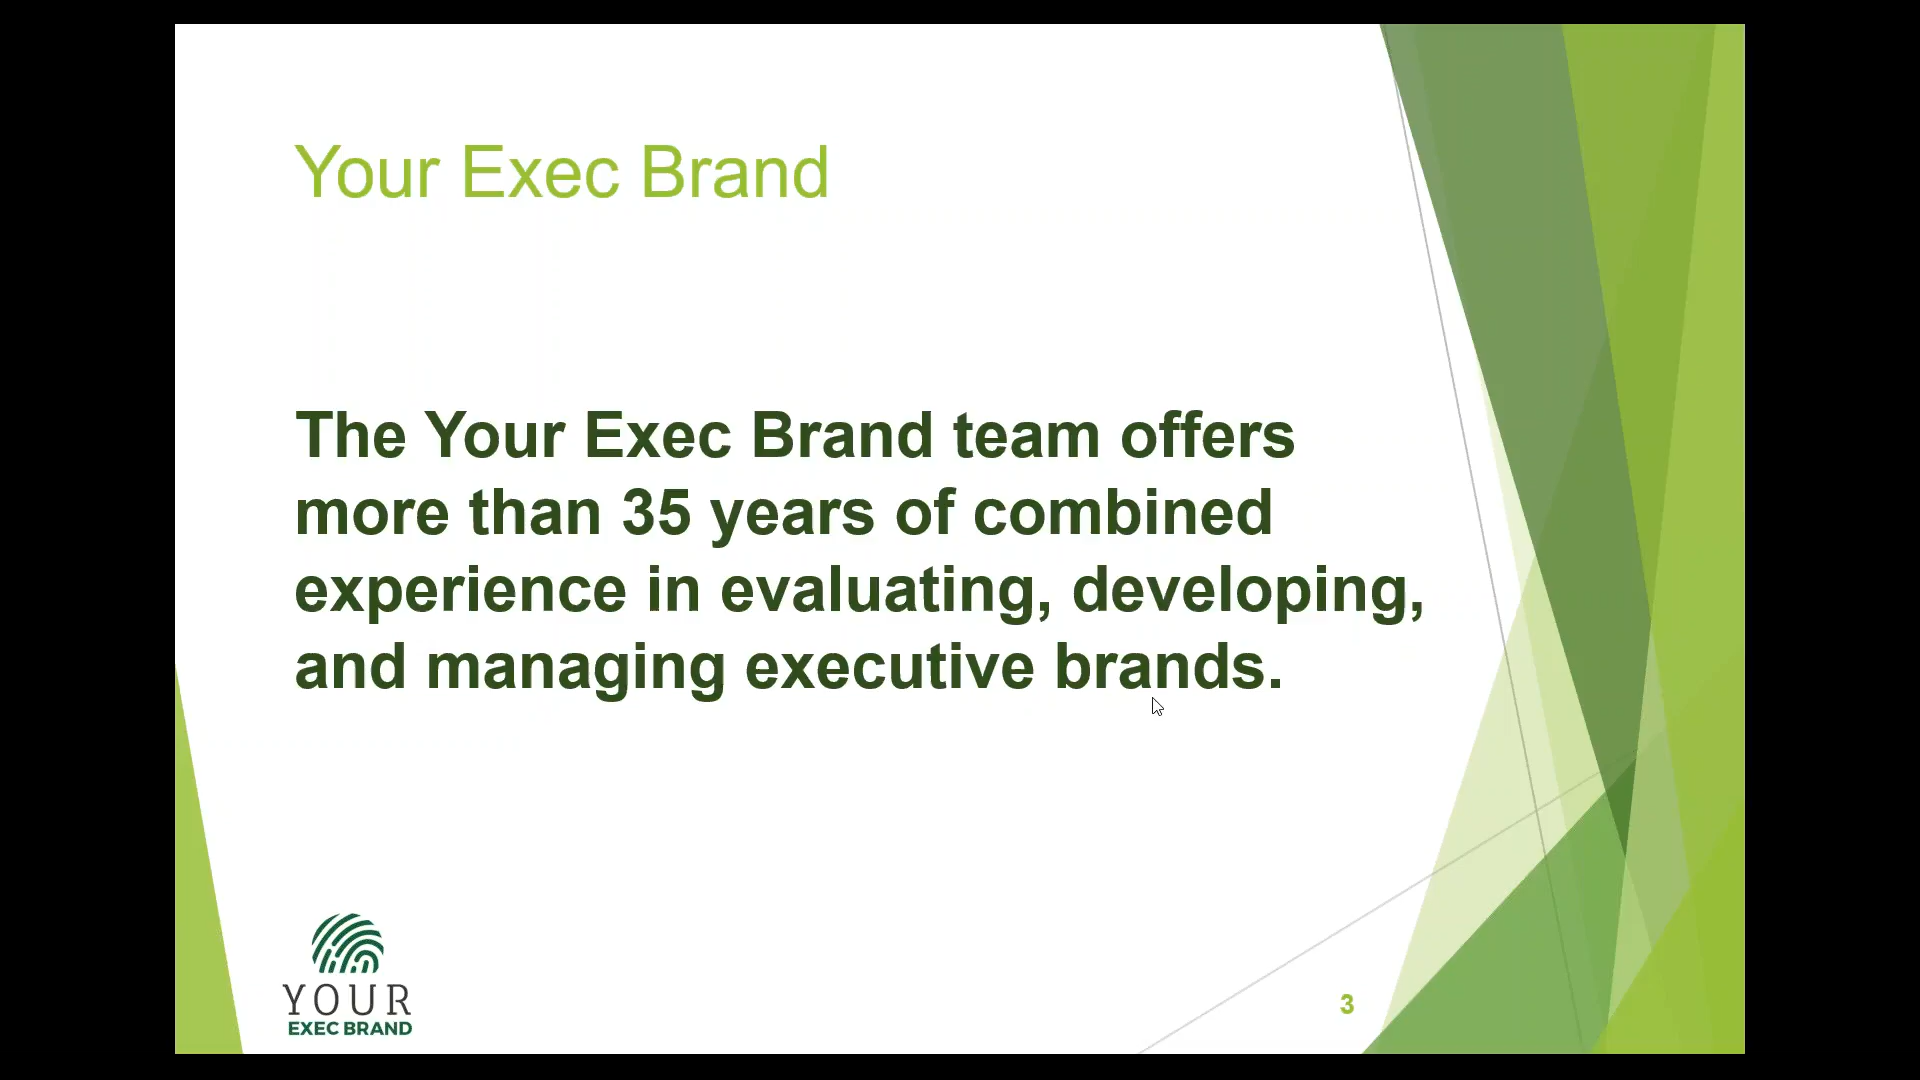 Your Exec Brand
The Your Exec Brand team offers
more than 35 years of combined
experience in evaluating, developing,
and managing executive brands.
YOUR
EXEC BRAND
3